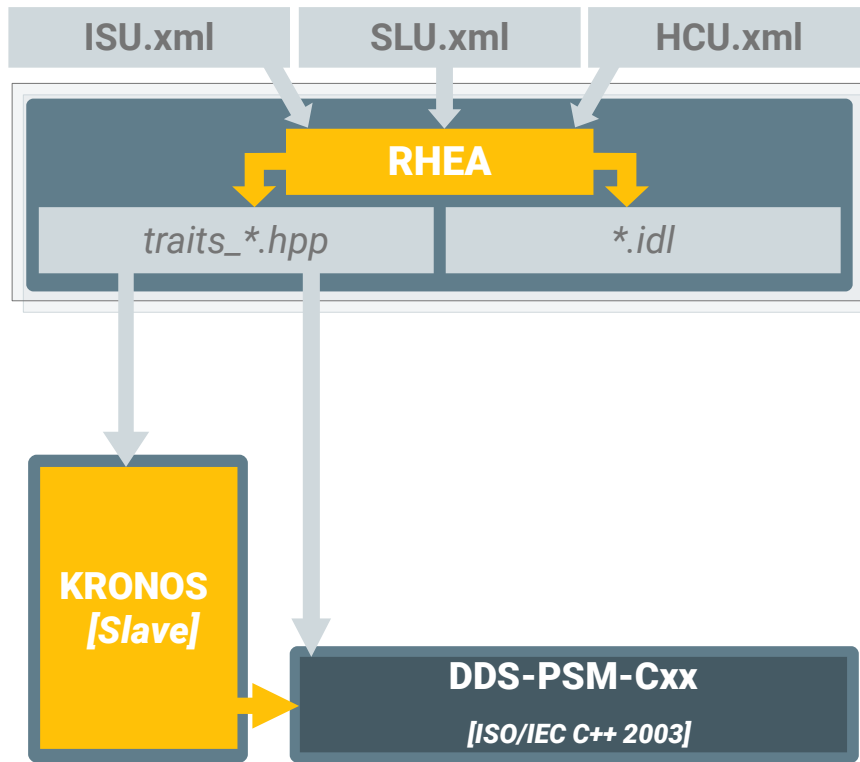 ISU.xml
SLU.xml
HCU.xml
RHEA
traits_*.hpp
*.idl
KRONOS
[Slave]
DDS-PSM-Cxx
[ISO/IEC C++ 2003]